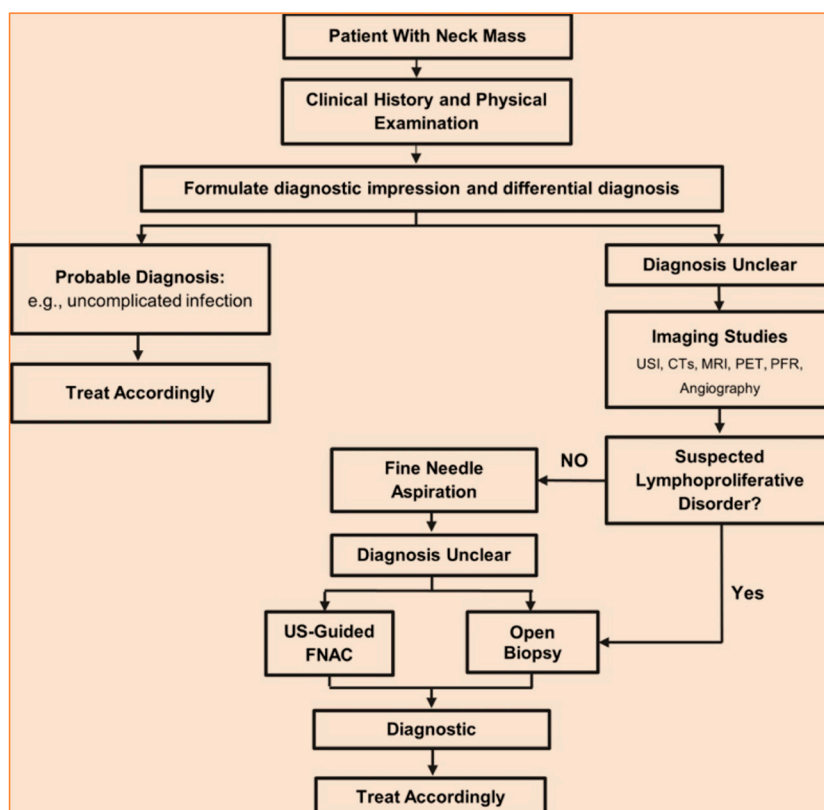 Patient With Neck Mass
Clinical History and Physical
Examination
Formulate diagnostic impression and differential diagnosis
Probable Diagnosis:
e.g., uncomplicated infection
Treat Accordingly
Diagnosis Unclear
Imaging Studies
USI, CTs, MRI, PET, PFR,
Angiography
Suspected
Lymphoproliferative
Disorder?
NO
Yes
Fine Needle
Aspiration
Diagnosis Unclear
US-Guided
FNAC
Open
Biopsy
Diagnostic
Treat Accordingly